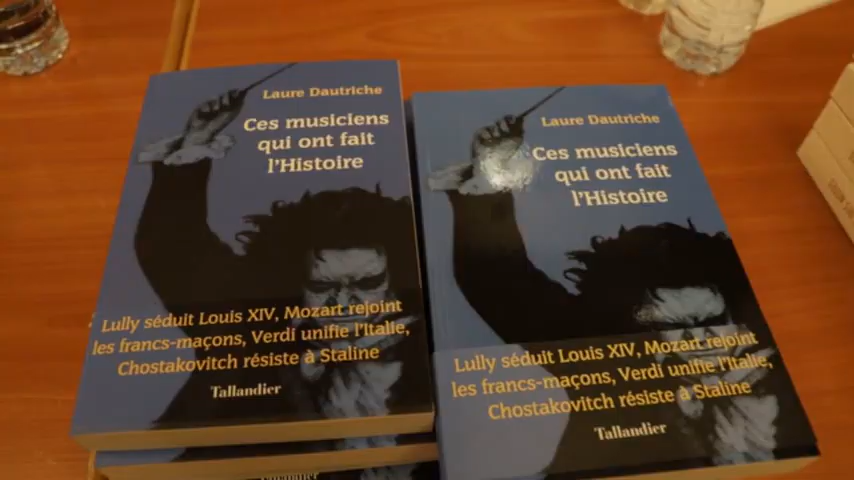 Laure Dautriche
Ces musiciens
qui ont fait
l'Histoire
Lully séduit Louis XIV, Mozart rejoint
les francs-maçons, Verdi unifie l'Italie,
Chostakovitch résiste à Staline
Tallandier
Tallandier
Laure Dautriche
Ces musiciens
qui ont fait
l'Histoire
Lully séduit Louis XIV, Mozart rejoint
les francs-maçons, Verdi unifie l'Italie,
Chostakovitch résiste à Staline
Tallandier